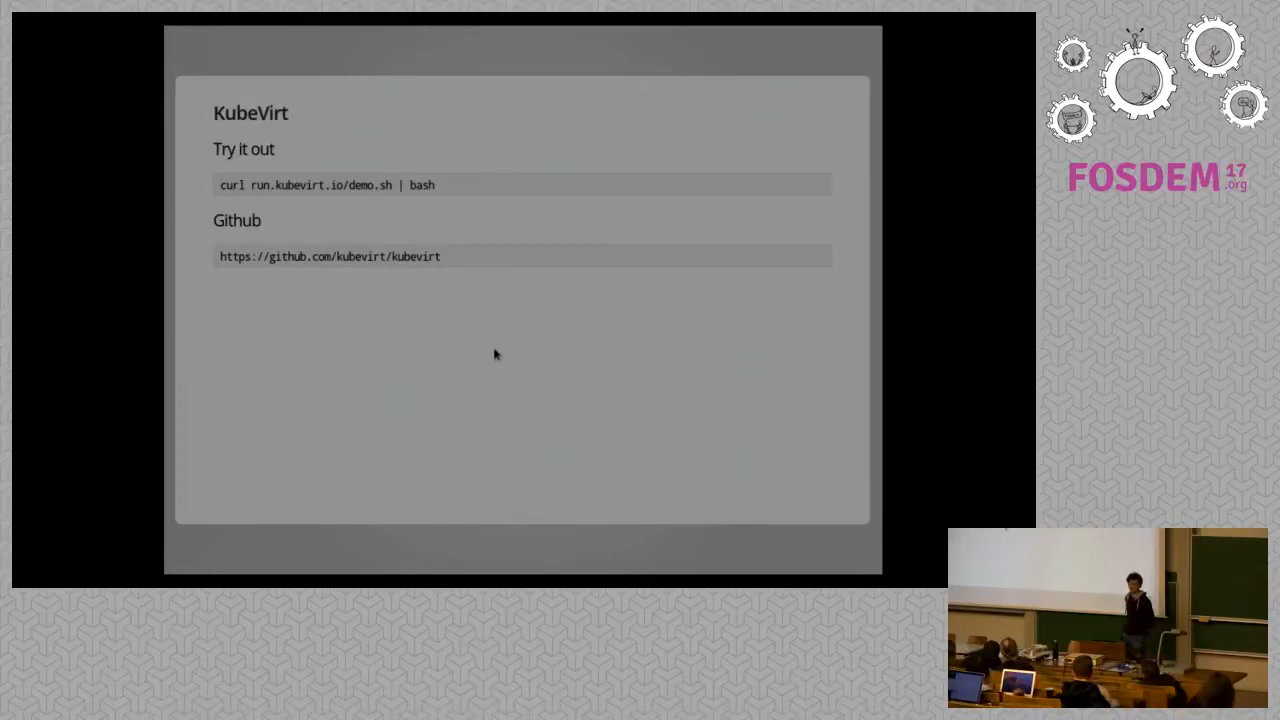 KubeVirt
Try it out
curl run.kubevirt.io/demo.sh | bash
Github
https://github.com/kubevirt/kubevirt
FOSDEM 17
.org